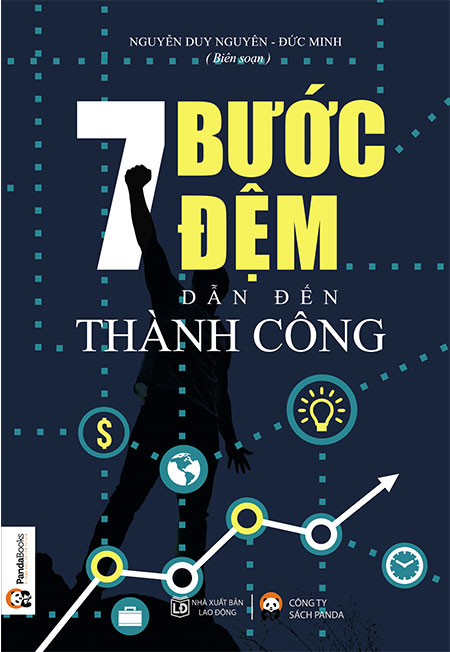 NGUYỄN DUY NGUYÊN - ĐỨC MINH
( Biên soạn )
7 BƯỚC
ĐỆM
DẪN ĐẾN
THÀNH CÔNG
$
PandaBooks
LĐ
NHÀ XUẤT BẢN
LAO ĐỘNG
CÔNG TY
SÁCH PANDA